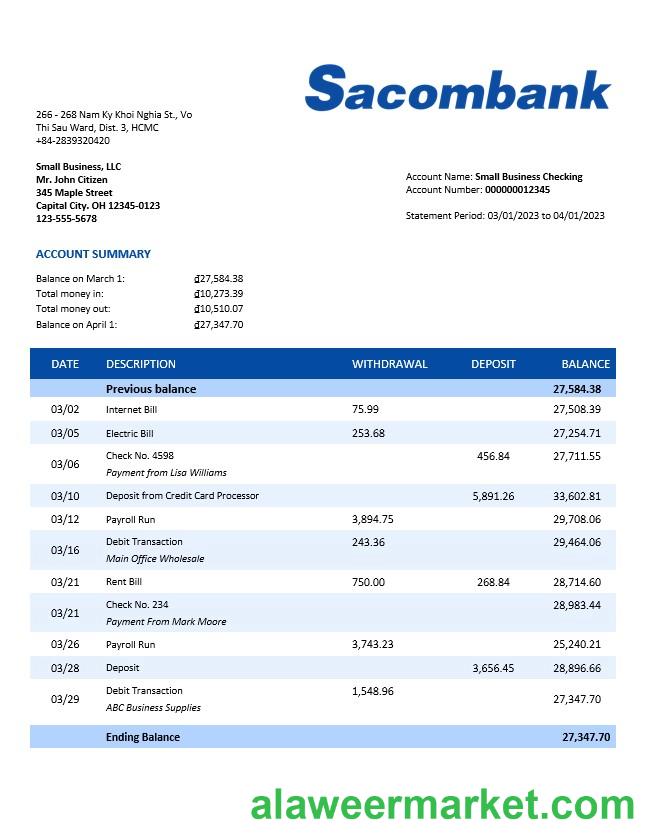 Sacombank
266 - 268 Nam Ky Khoi Nghia St., Vo
Thi Sau Ward, Dist. 3, HCMC
+84-2839320420
Small Business, LLC
Mr. John Citizen
345 Maple Street
Capital City. OH 12345-0123
123-555-5678
Account Name: Small Business Checking
Account Number: 000000012345
Statement Period: 03/01/2023 to 04/01/2023
ACCOUNT SUMMARY
Balance on March 1: ₫27,584.38
Total money in: ₫10,273.39
Total money out: ₫10,510.07
Balance on April 1: ₫27,347.70
DATE DESCRIPTION WITHDRAWAL DEPOSIT BALANCE
Previous balance 27,584.38
03/02 Internet Bill 75.99 27,508.39
03/05 Electric Bill 253.68 27,254.71
03/06 Check No. 4598 456.84 27,711.55
Payment from Lisa Williams
03/10 Deposit from Credit Card Processor 5,891.26 33,602.81
03/12 Payroll Run 3,894.75 29,708.06
03/16 Debit Transaction 243.36 29,464.06
Main Office Wholesale
03/21 Rent Bill 750.00 268.84 28,714.60
03/21 Check No. 234 28,983.44
Payment From Mark Moore
03/26 Payroll Run 3,743.23 25,240.21
03/28 Deposit 3,656.45 28,896.66
03/29 Debit Transaction 1,548.96 27,347.70
ABC Business Supplies
Ending Balance 27,347.70
alaweermarket.com